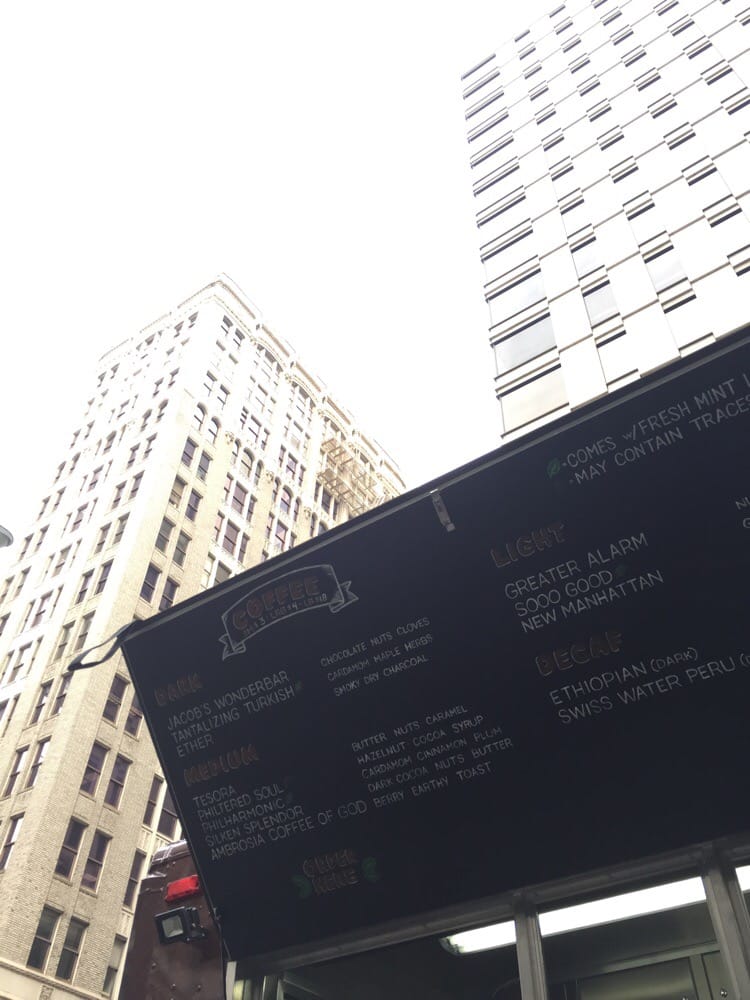 COMES w/FRESH MINT
MAY CONTAIN TRACES
COFFEE
DARK
JACOB'S WONDERBAR CHOCOLATE NUTS CLOVES
TANTALIZING TURKISH CARDAMOM MAPLE HERBS
ETHER SMOKY DRY CHARCOAL
MEDIUM
TESORA BUTTER NUTS CARAMEL
PHILTERED SOUL HAZELNUT COCOA SYRUP
PHILHARMONIC CARDAMOM CINNAMON PLUM
SILKEN SPLENDOR DARK COCOA NUTS BUTTER
AMBROSIA COFFEE OF GOD BERRY EARTHY TOAST
ORDER
HERE
LIGHT
GREATER ALARM
SOOO GOOD
NEW MANHATTAN
DECAF
ETHIOPIAN (DARK)
SWISS WATER PERU